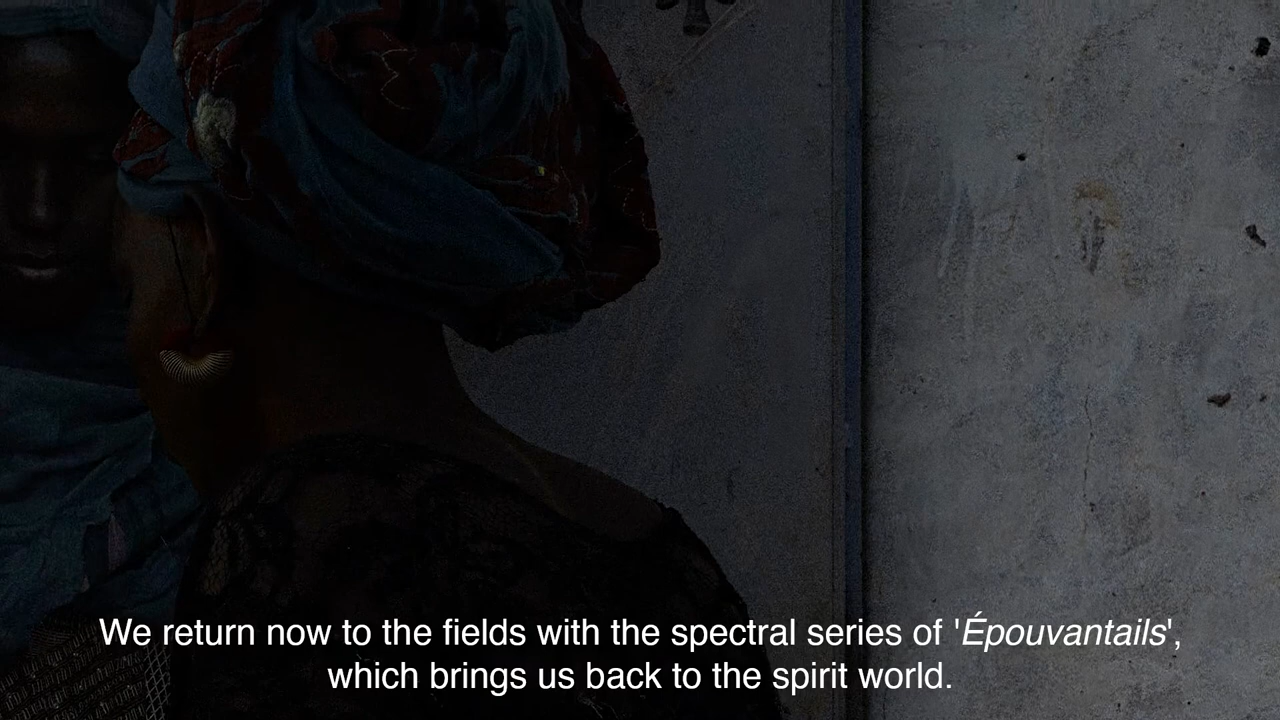 We return now to the fields with the spectral series of 'Épouvantails',
which brings us back to the spirit world.